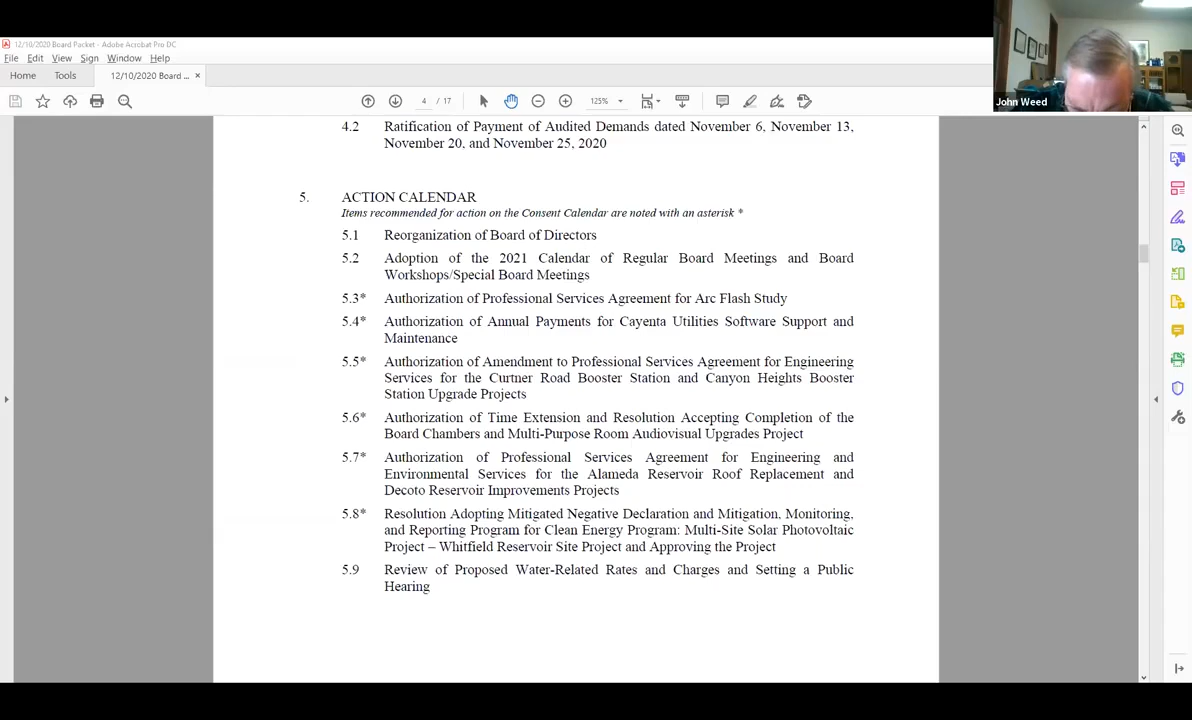 12/10/2020 Board Packet - Adobe Acrobat Pro DC
File Edit View Sign Window Help
Home Tools 12/10/2020 Board ... ×
4 / 17 125%
John Weed
4.2 Ratification of Payment of Audited Demands dated November 6, November 13,
November 20, and November 25, 2020
5. ACTION CALENDAR
Items recommended for action on the Consent Calendar are noted with an asterisk *
5.1 Reorganization of Board of Directors
5.2 Adoption of the 2021 Calendar of Regular Board Meetings and Board
Workshops/Special Board Meetings
5.3* Authorization of Professional Services Agreement for Arc Flash Study
5.4* Authorization of Annual Payments for Cayenta Utilities Software Support and
Maintenance
5.5* Authorization of Amendment to Professional Services Agreement for Engineering
Services for the Curtner Road Booster Station and Canyon Heights Booster
Station Upgrade Projects
5.6* Authorization of Time Extension and Resolution Accepting Completion of the
Board Chambers and Multi-Purpose Room Audiovisual Upgrades Project
5.7* Authorization of Professional Services Agreement for Engineering and
Environmental Services for the Alameda Reservoir Roof Replacement and
Decoto Reservoir Improvements Projects
5.8* Resolution Adopting Mitigated Negative Declaration and Mitigation, Monitoring,
and Reporting Program for Clean Energy Program: Multi-Site Solar Photovoltaic
Project – Whitfield Reservoir Site Project and Approving the Project
5.9 Review of Proposed Water-Related Rates and Charges and Setting a Public
Hearing